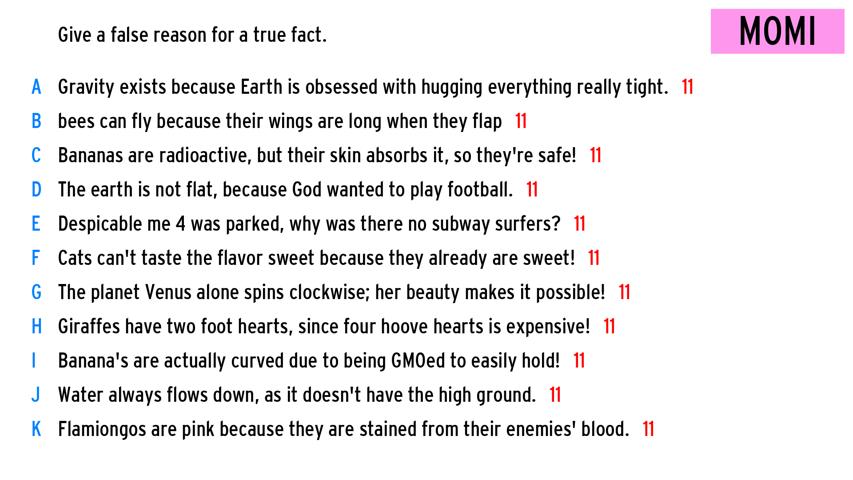 Give a false reason for a true fact.
MOMI
A Gravity exists because Earth is obsessed with hugging everything really tight. 11
B bees can fly because their wings are long when they flap 11
C Bananas are radioactive, but their skin absorbs it, so they're safe! 11
D The earth is not flat, because God wanted to play football. 11
E Despicable me 4 was parked, why was there no subway surfers? 11
F Cats can't taste the flavor sweet because they already are sweet! 11
G The planet Venus alone spins clockwise; her beauty makes it possible! 11
H Giraffes have two foot hearts, since four hoove hearts is expensive! 11
I Banana's are actually curved due to being GMOed to easily hold! 11
J Water always flows down, as it doesn't have the high ground. 11
K Flamiongos are pink because they are stained from their enemies' blood. 11